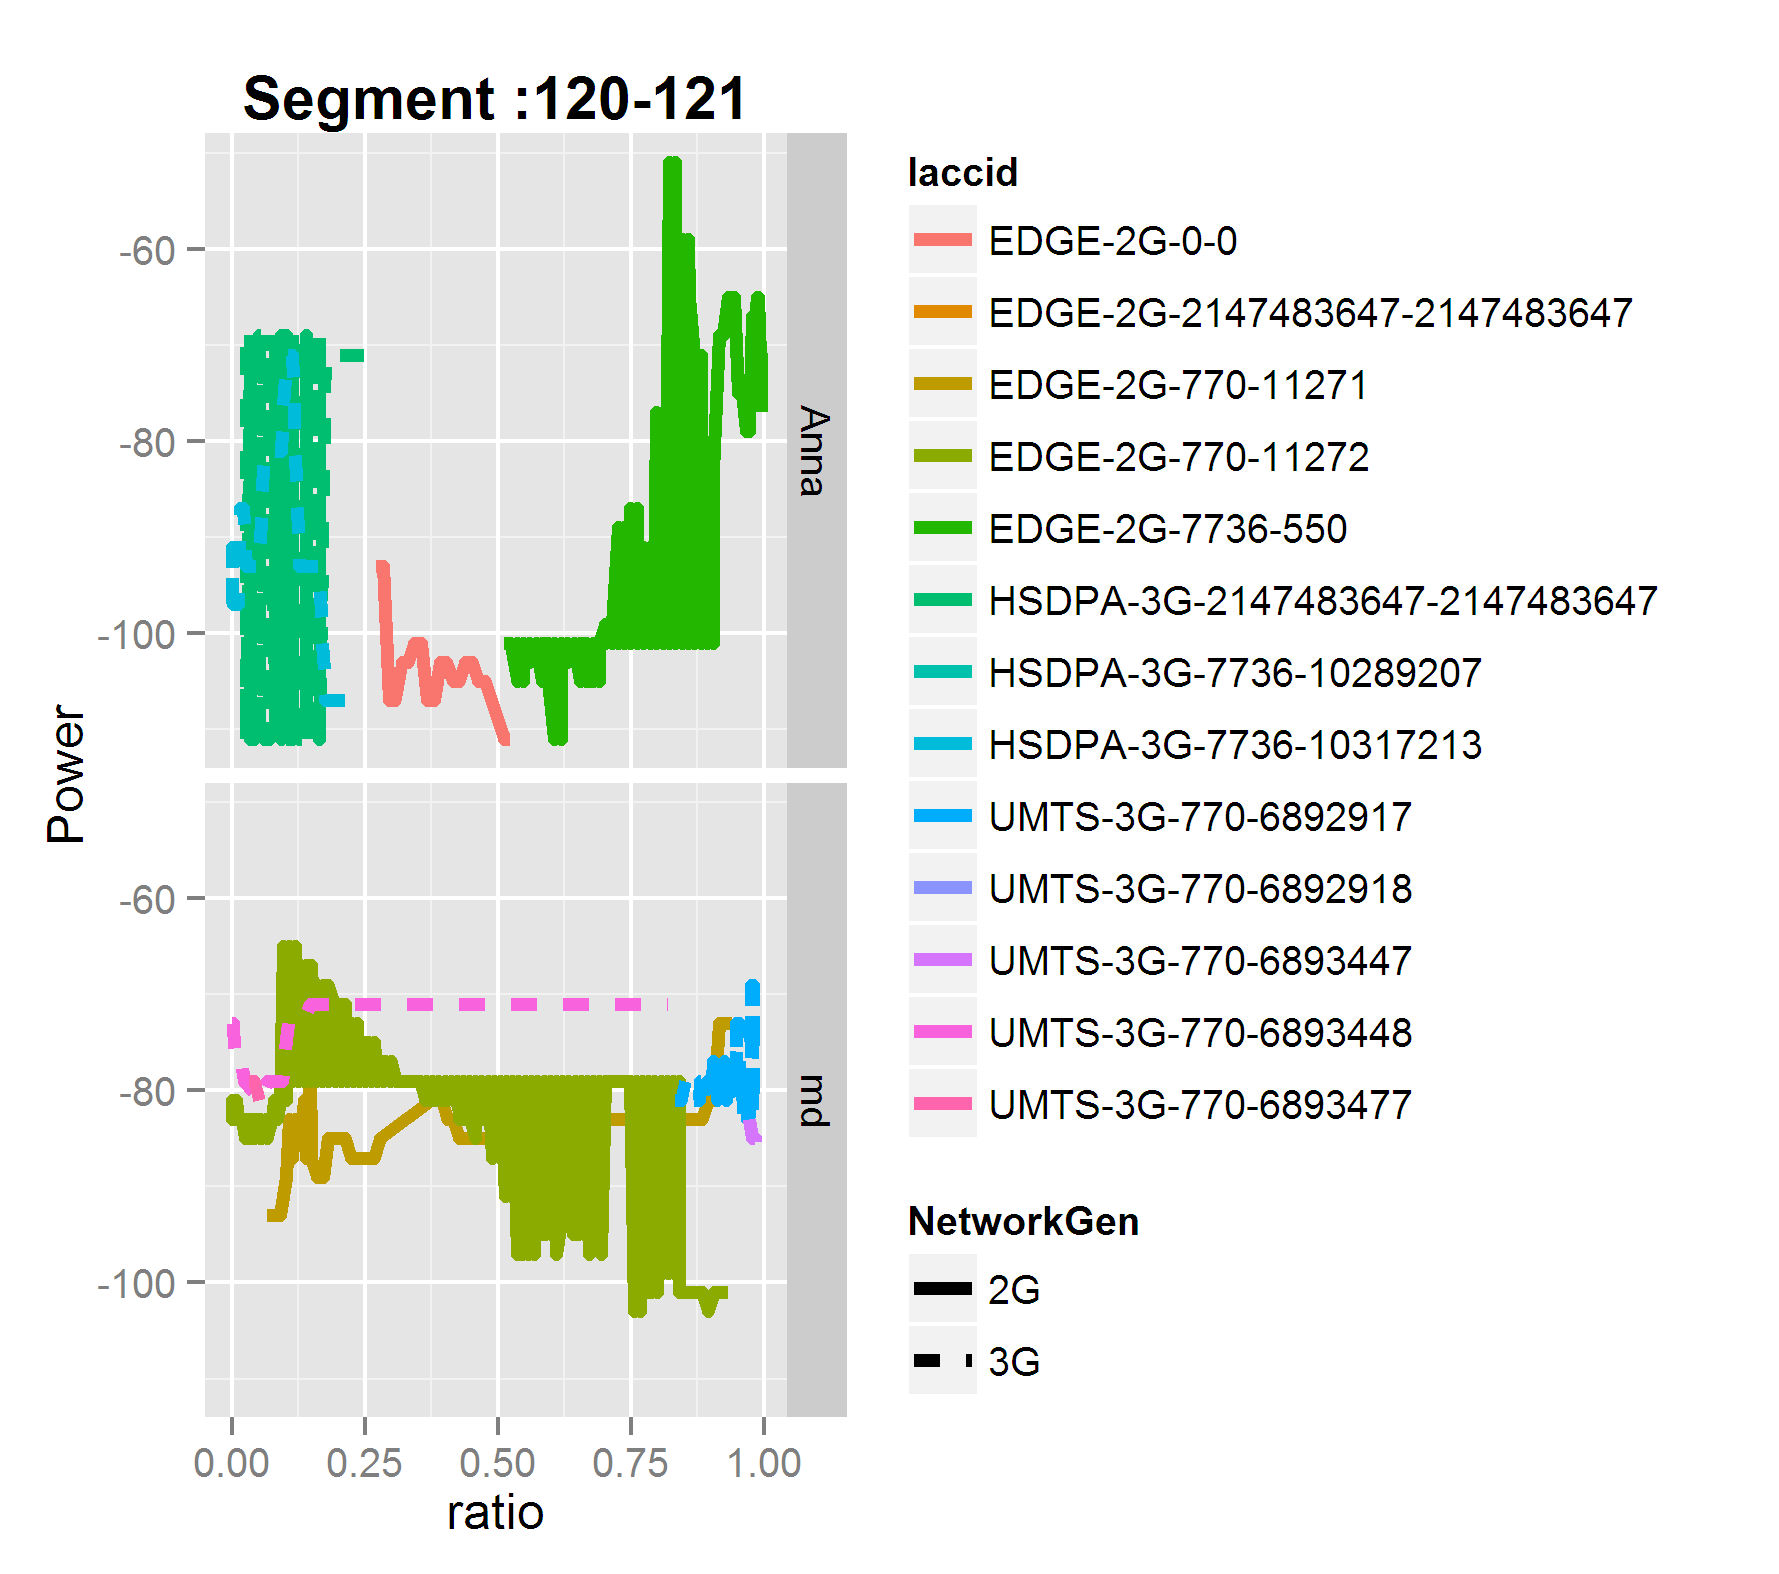 Segment :120-121
Power
-60
-80
-100
Anna
-60
-80
-100
md
0.00 0.25 0.50 0.75 1.00
ratio
laccid
EDGE-2G-0-0
EDGE-2G-2147483647-2147483647
EDGE-2G-770-11271
EDGE-2G-770-11272
EDGE-2G-7736-550
HSDPA-3G-2147483647-2147483647
HSDPA-3G-7736-10289207
HSDPA-3G-7736-10317213
UMTS-3G-770-6892917
UMTS-3G-770-6892918
UMTS-3G-770-6893447
UMTS-3G-770-6893448
UMTS-3G-770-6893477
NetworkGen
2G
3G